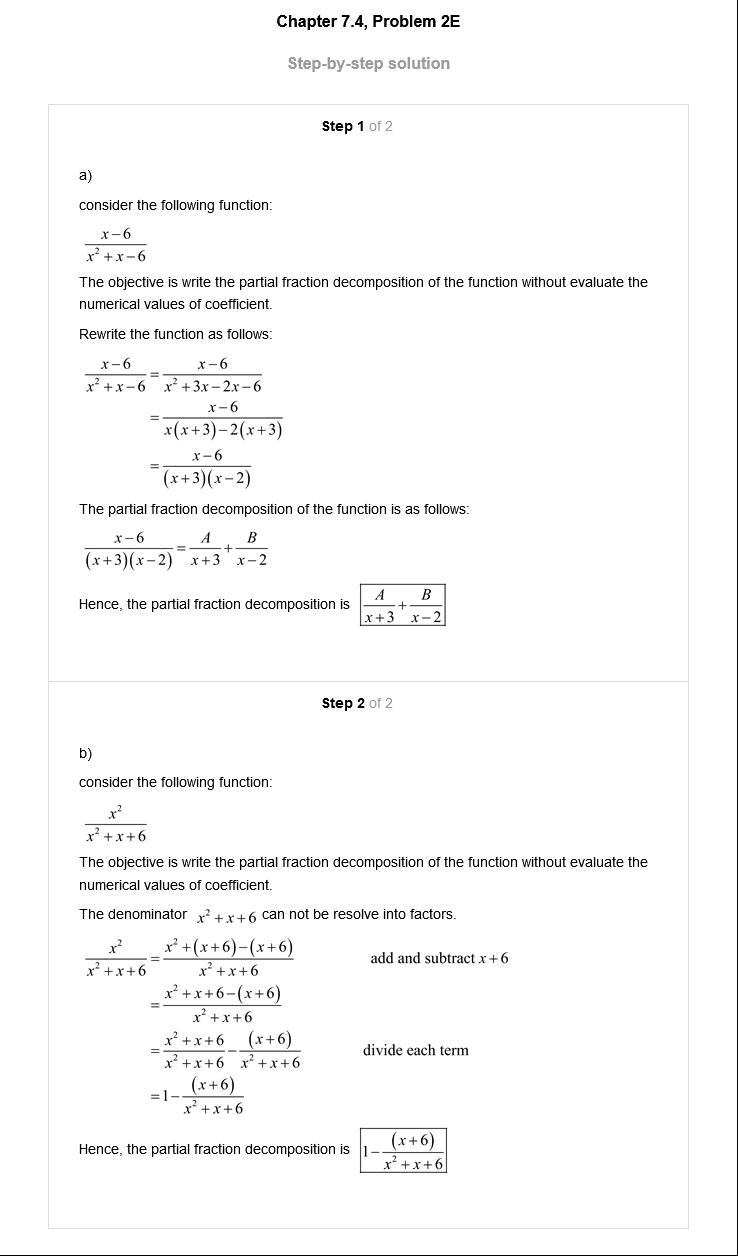 Chapter 7.4, Problem 2E
Step-by-step solution
Step 1 of 2
a)
consider the following function:
\frac{x-6}{x^2+x-6}
The objective is write the partial fraction decomposition of the function without evaluate the
numerical values of coefficient.
Rewrite the function as follows:
\frac{x-6}{x^2+x-6}=\frac{x-6}{x^2+3x-2x-6}
=\frac{x-6}{x(x+3)-2(x+3)}
=\frac{x-6}{(x+3)(x-2)}
The partial fraction decomposition of the function is as follows:
\frac{x-6}{(x+3)(x-2)}=\frac{A}{x+3}+\frac{B}{x-2}
Hence, the partial fraction decomposition is \frac{A}{x+3}+\frac{B}{x-2}
Step 2 of 2
b)
consider the following function:
\frac{x^2}{x^2+x+6}
The objective is write the partial fraction decomposition of the function without evaluate the
numerical values of coefficient.
The denominator x^2+x+6 can not be resolve into factors.
\frac{x^2}{x^2+x+6}=\frac{x^2+(x+6)-(x+6)}{x^2+x+6} add and subtract x+6
=\frac{x^2+x+6-(x+6)}{x^2+x+6}
=\frac{x^2+x+6}{x^2+x+6}-\frac{(x+6)}{x^2+x+6} divide each term
=1-\frac{(x+6)}{x^2+x+6}
Hence, the partial fraction decomposition is 1-\frac{(x+6)}{x^2+x+6}